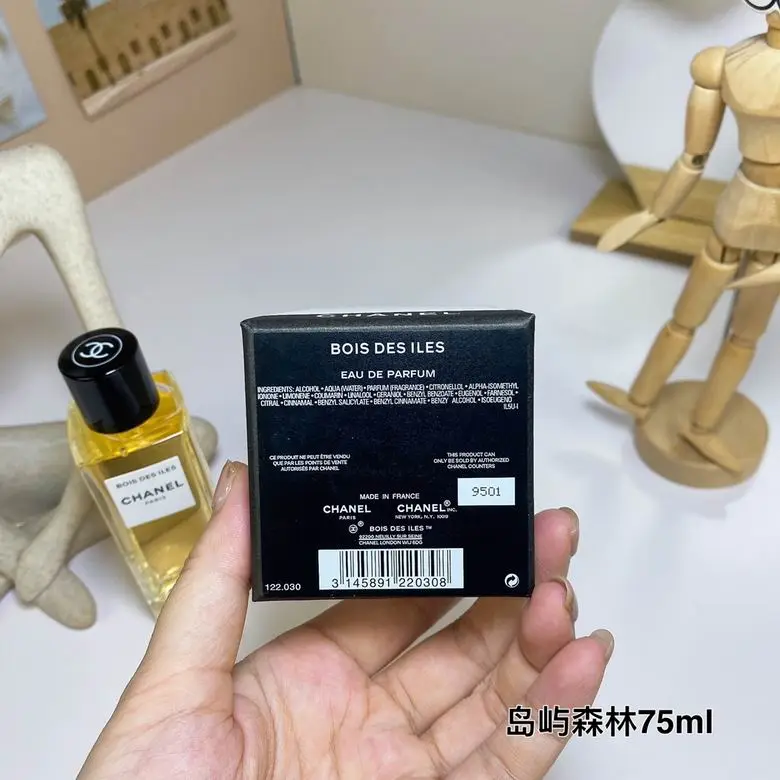 CHANEL
BOIS DES ILES
EAU DE PARFUM
INGREDIENTS: ALCOHOL • AQUA (WATER) • PARFUM (FRAGRANCE) • CITRONELLOL • ALPHA-ISOMETHYL
IONONE • LIMONENE • COUMARIN • LINALOOL • GERANIOL • BENZYL BENZOATE • EUGENOL • FARNESOL •
CITRAL • CINNAMAL • BENZYL SALICYLATE • BENZYL CINNAMATE • BENZY ALCOHOL • ISOEUGENO
IL5U-I
CE PRODUIT NE PEUT ÊTRE VENDU
QUE PAR LES POINTS DE VENTE
AUTORISÉS PAR CHANEL
THIS PRODUCT CAN
ONLY BE SOLD BY AUTHORIZED
CHANEL COUNTERS
9501
MADE IN FRANCE
CHANEL
PARIS
CHANEL® INC.
NEW YORK, N.Y. 10019
® BOIS DES ILES™
92200 NEUILLY SUR SEINE
CHANEL LONDON W1J 6DG
122.030
3 145891 220308
BOIS DES ILES
CHANEL
PARIS
岛屿森林75ml